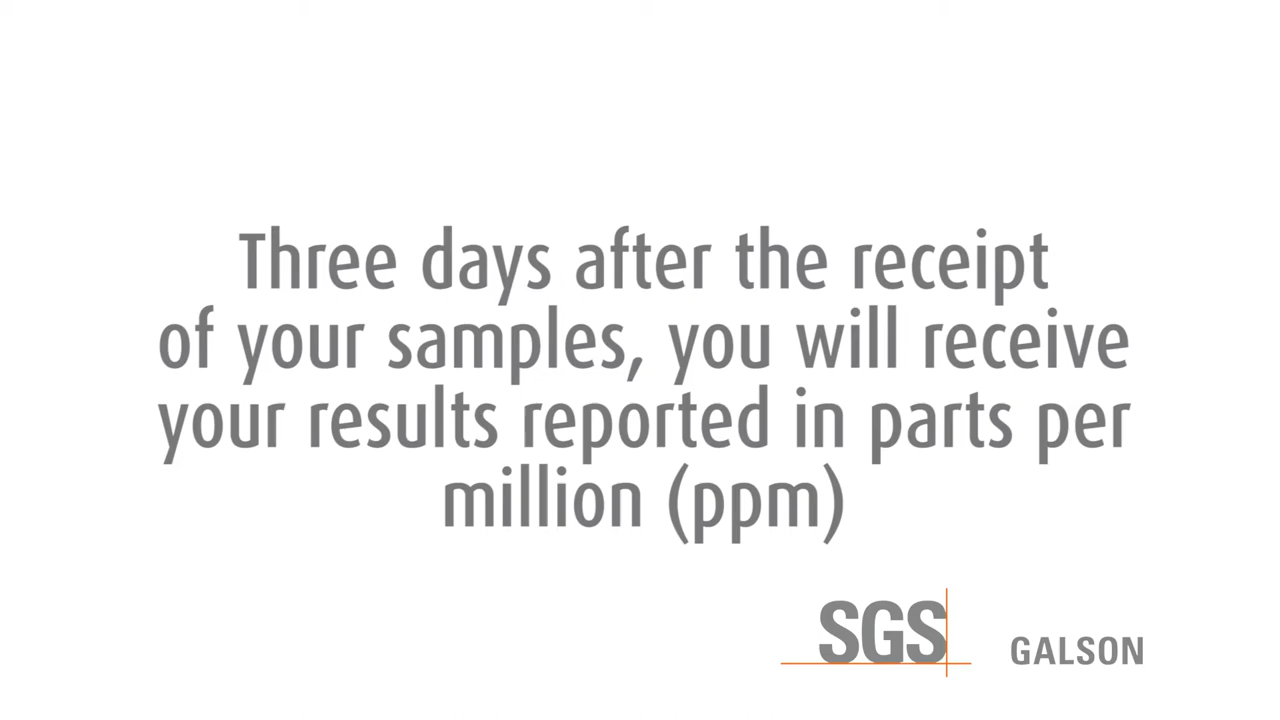 Three days after the receipt
of your samples, you will receive
your results reported in parts per
million (ppm)
SGS GALSON